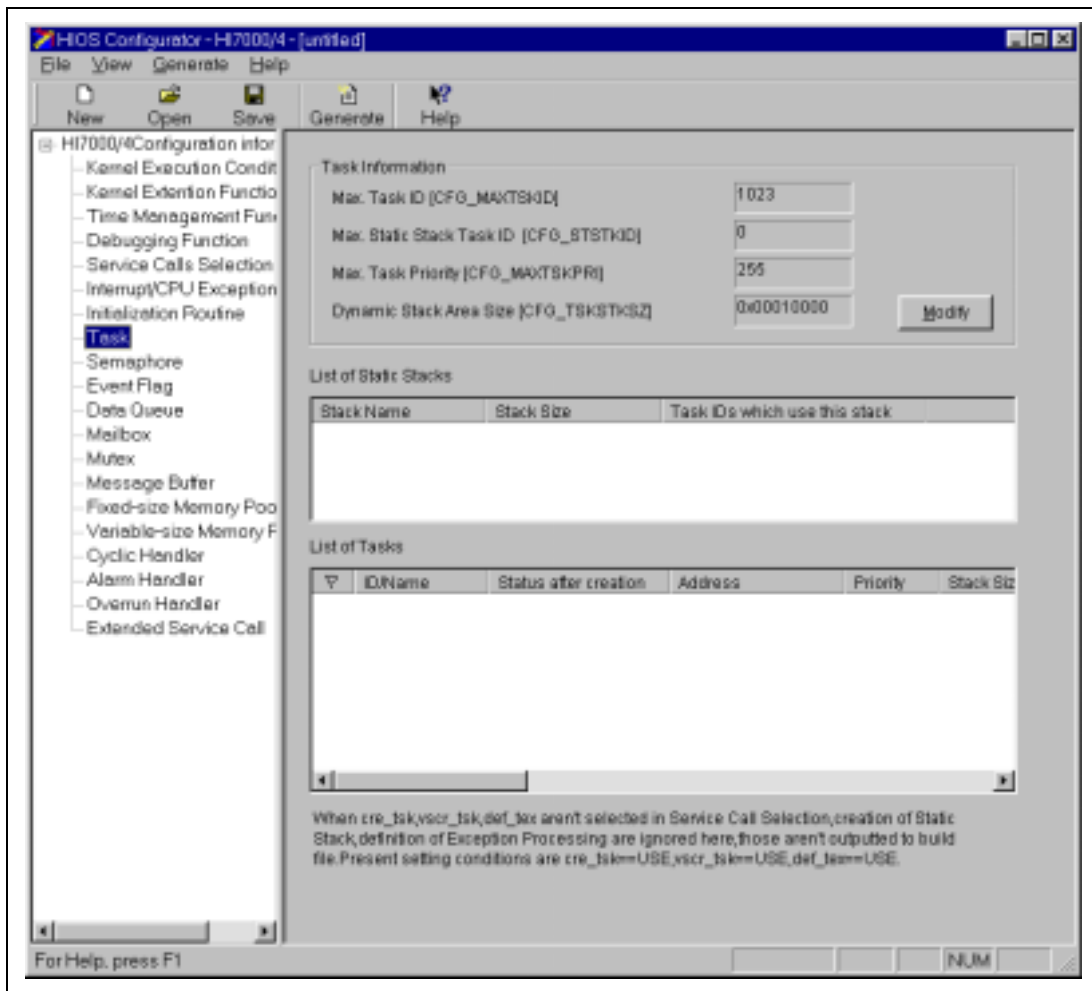 HIOS Configurator - HI7000/4 - [untitled]
File View Generate Help
New Open Save Generate Help
HI7000/4Configuration infor
Kernel Execution Condit
Kernel Extention Functio
Time Management Fun
Debugging Function
Service Calls Selection
Interrupt/CPU Exception
Initialization Routine
Task
Semaphore
Event Flag
Data Queue
Mailbox
Mutex
Message Buffer
Fixed-size Memory Poo
Variable-size Memory P
Cyclic Handler
Alarm Handler
Overrun Handler
Extended Service Call
Task Information
Max. Task ID [CFG_MAXTSKID] 1023
Max. Static Stack Task ID [CFG_STSTKID] 0
Max. Task Priority [CFG_MAXTSKPRI] 255
Dynamic Stack Area Size [CFG_TSKSTKSZ] 0x00010000
Modify
List of Static Stacks
Stack Name Stack Size Task IDs which use this stack
List of Tasks
ID/Name Status after creation Address Priority Stack Siz
When cre_tsk,vscr_tsk,def_tex aren't selected in Service Call Selection,creation of Static
Stack,definition of Exception Processing are ignored here,those aren't outputted to build
file.Present setting conditions are cre_tsk==USE,vscr_tsk==USE,def_tex==USE.
For Help, press F1
NUM